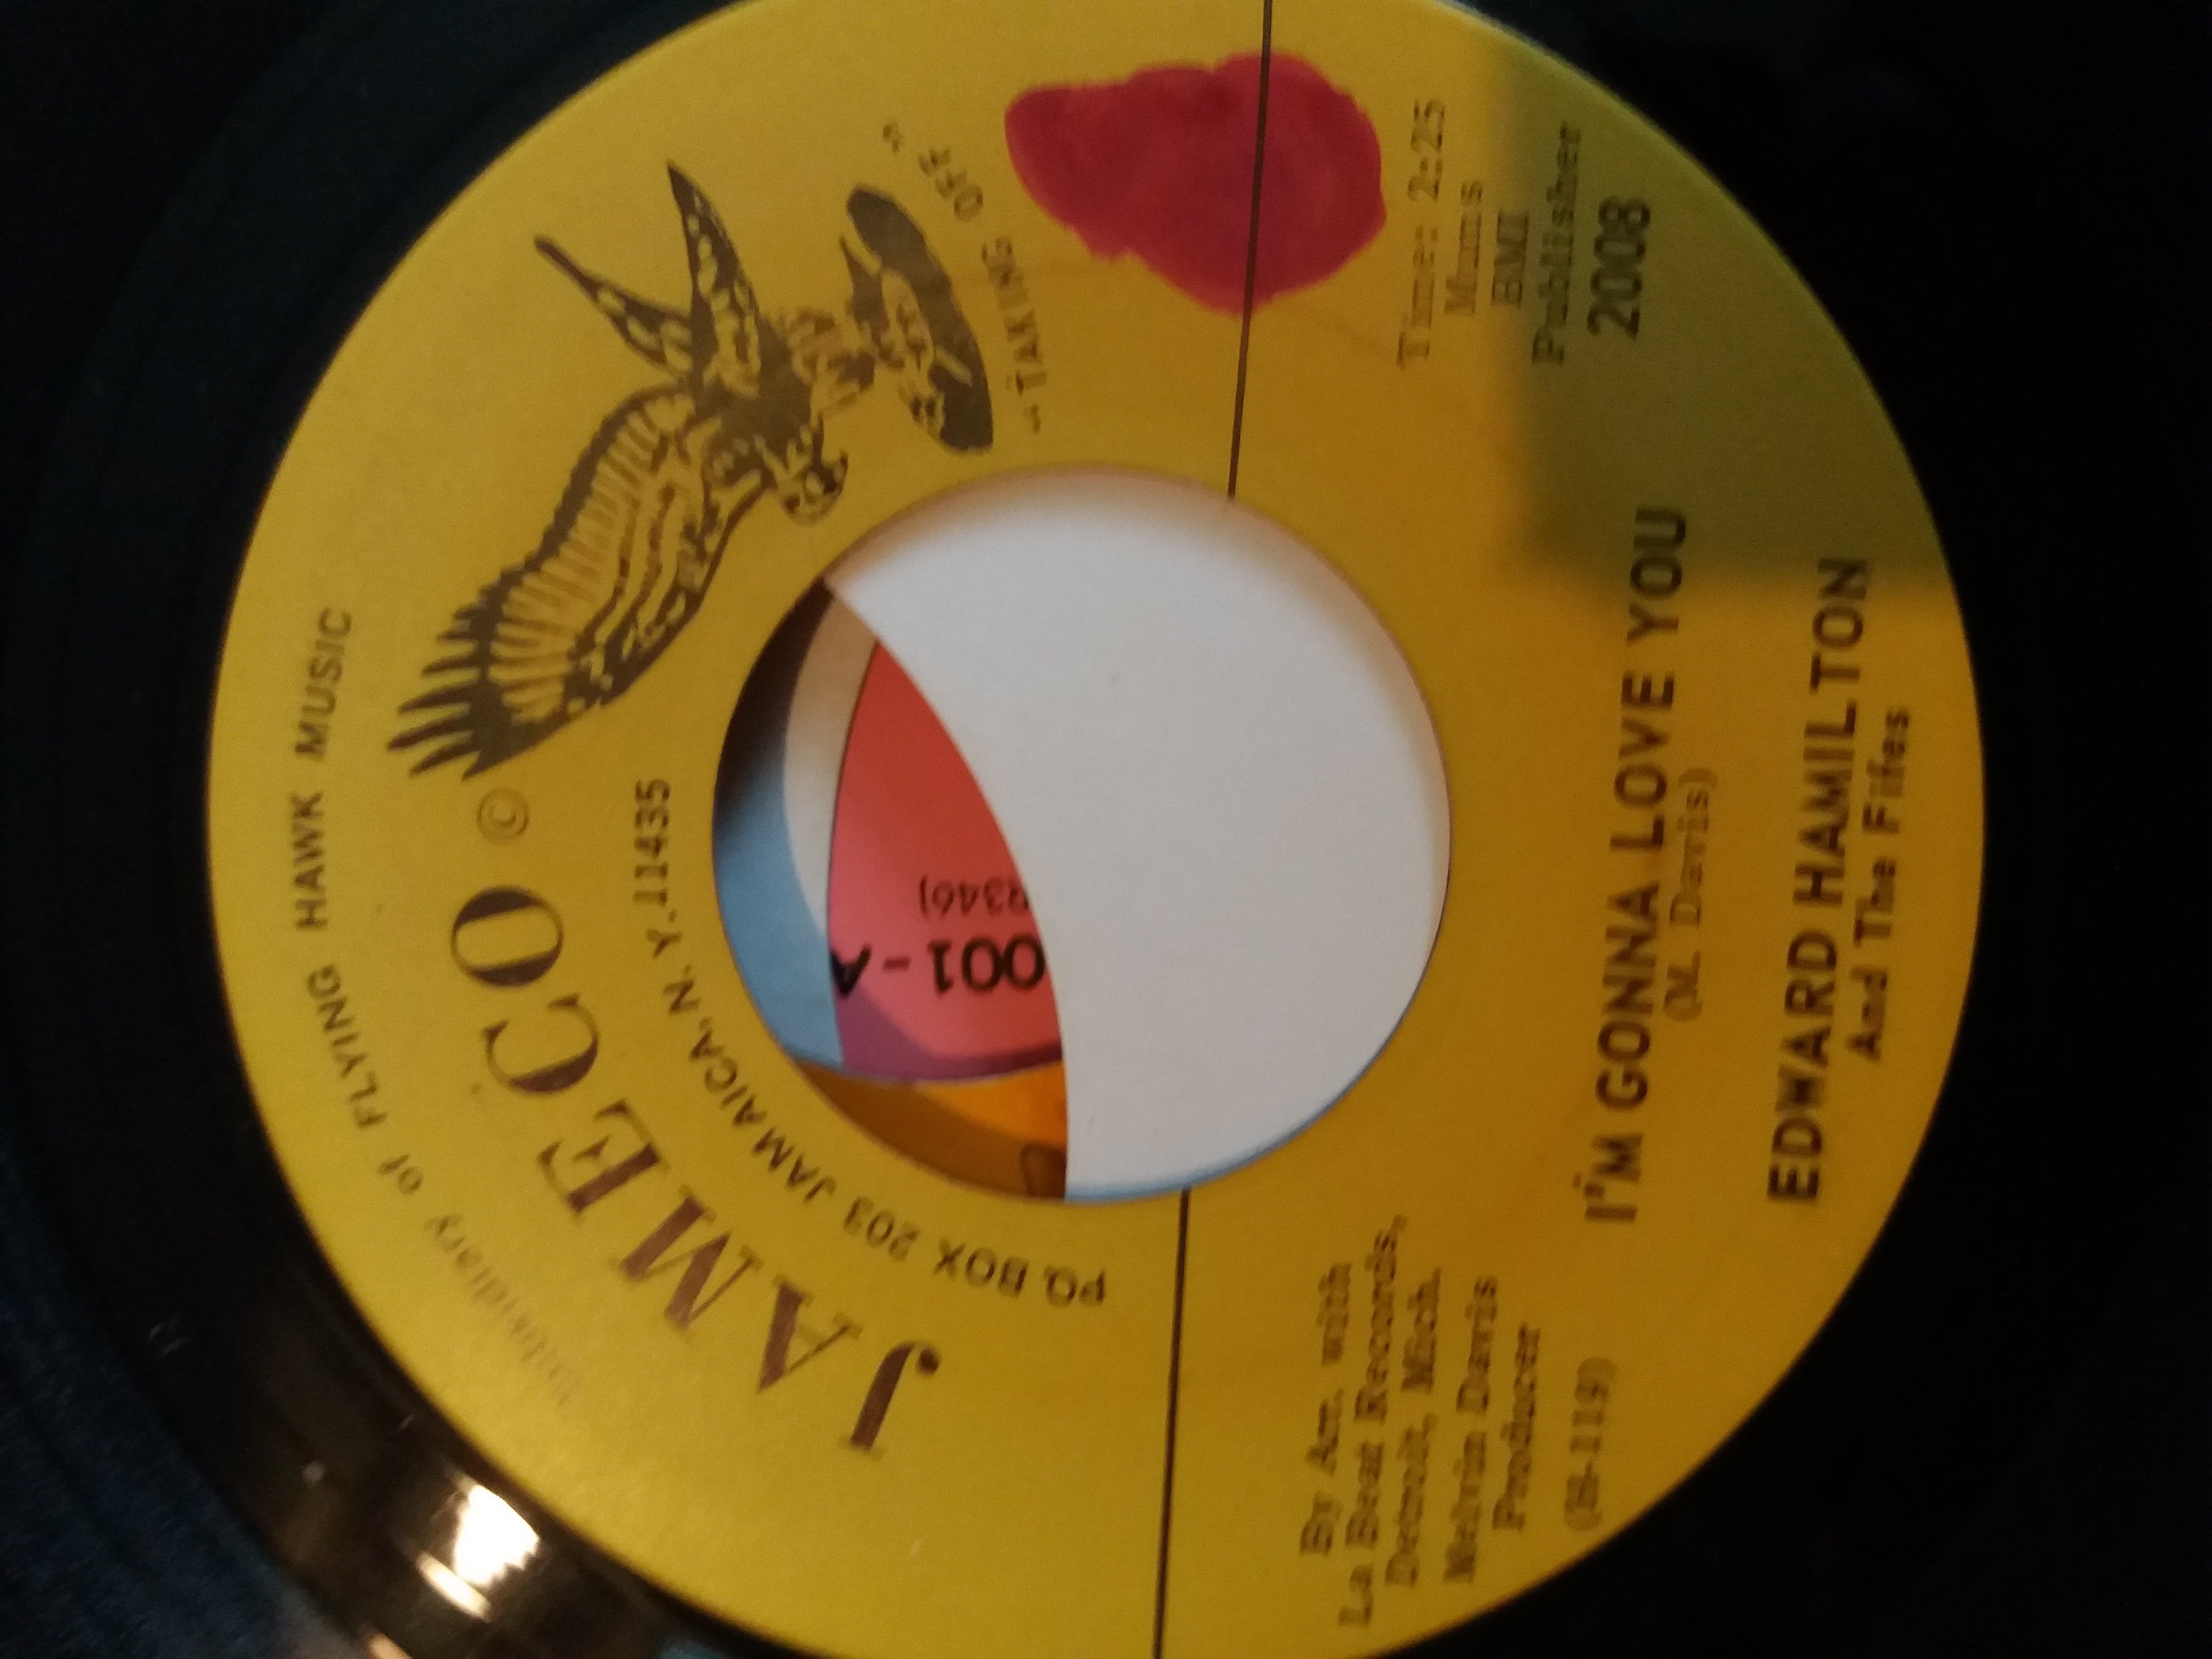 Subsidiary of FLYING HAWK MUSIC
JAMECO ©
P.O. BOX 203 JAMAICA, N. Y. 11435
"TAKING OFF"
By Arr. with
La Beat Records,
Detroit, Mich.
Melvin Davis
Producer
Time: 2:25
Mums
BMI
Publisher
2008
I'M GONNA LOVE YOU
(M. Davis)
EDWARD HAMILTON
And The Fifes
001 - A